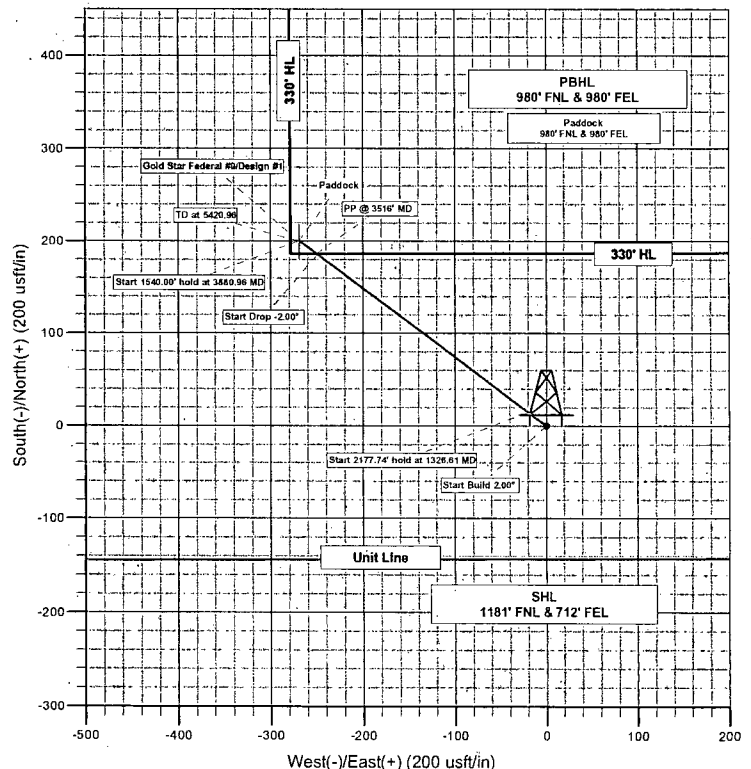 South(-)/North(+) (200 usft/in)
400
300
200
100
0
-100
-200
-300
330' HL
PBHL
980' FNL & 980' FEL
Paddock
980' FNL & 980' FEL
Gold Star Federal #9/Design #1
Paddock
PP @ 3516' MD
TD at 5420.96
330' HL
Start 1540.00' hold at 3880.96 MD
Start Drop -2.00°
Start 2177.74' hold at 1326.61 MD
Start Build 2.00°
Unit Line
SHL
1181' FNL & 712' FEL
-500
-400
-300
-200
-100
0
100
200
West(-)/East(+) (200 usft/in)